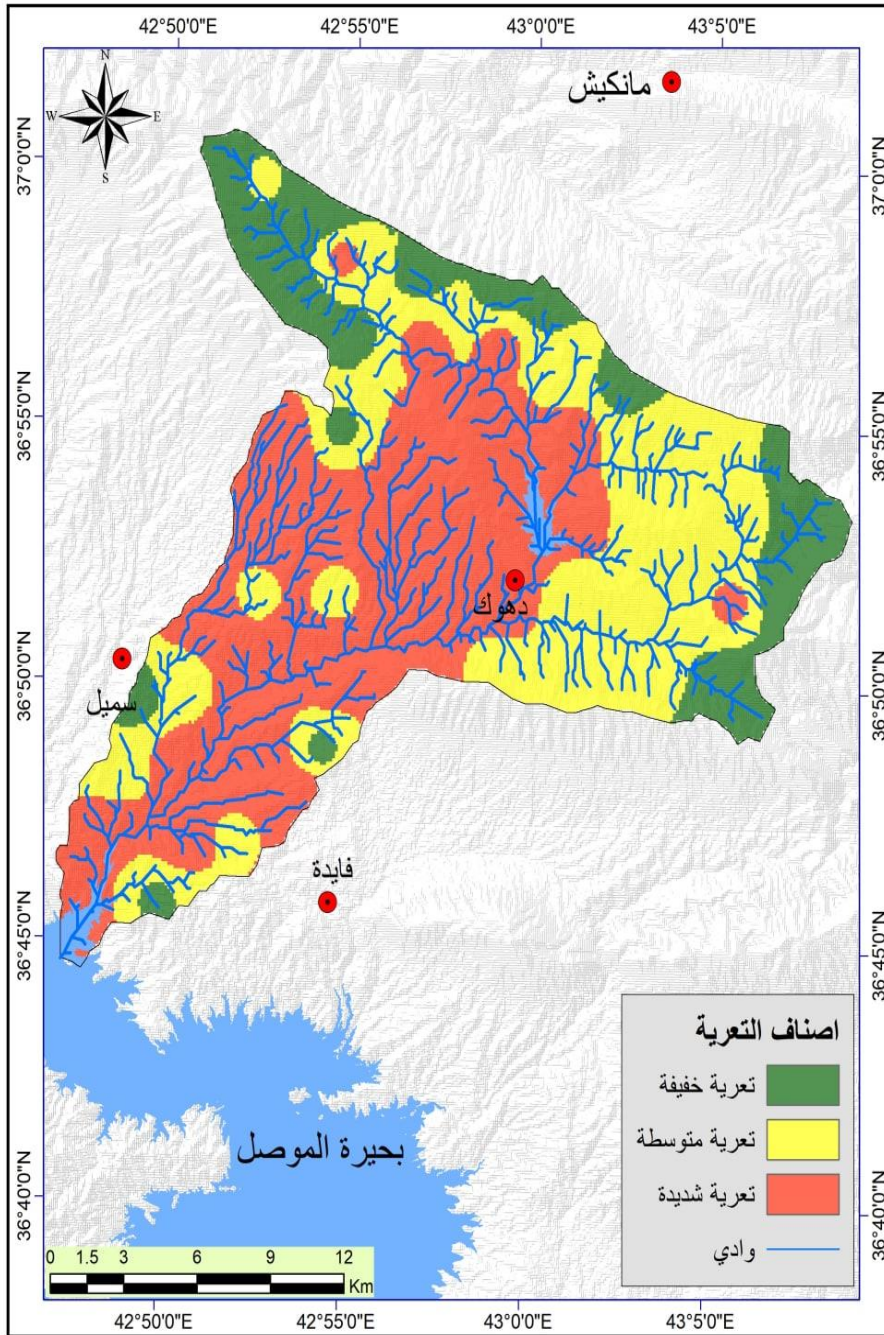 42°50'0"E 42°55'0"E 43°0'0"E 43°5'0"E
N
W E
S
مانكيش
37°0'0"N 37°0'0"N
36°55'0"N 36°55'0"N
دهوك
سميل
36°50'0"N 36°50'0"N
فايدة
36°45'0"N 36°45'0"N
اصناف التعرية
تعرية خفيفة
تعرية متوسطة
تعرية شديدة
وادي
بحيرة الموصل
36°40'0"N 36°40'0"N
0 1.5 3 6 9 12
Km
42°50'0"E 42°55'0"E 43°0'0"E 43°5'0"E